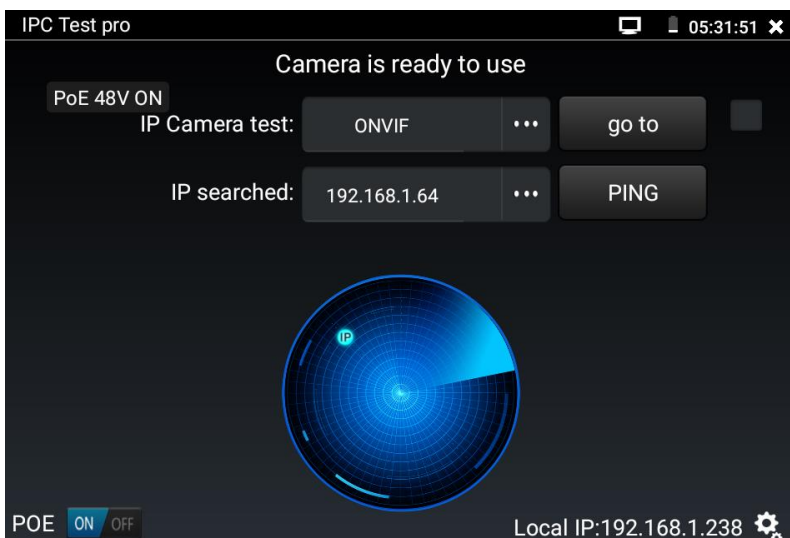 IPC Test pro 05:31:51
Camera is ready to use
PoE 48V ON
IP Camera test: ONVIF ••• go to
IP searched: 192.168.1.64 ••• PING
IP
POE ON OFF Local IP:192.168.1.238